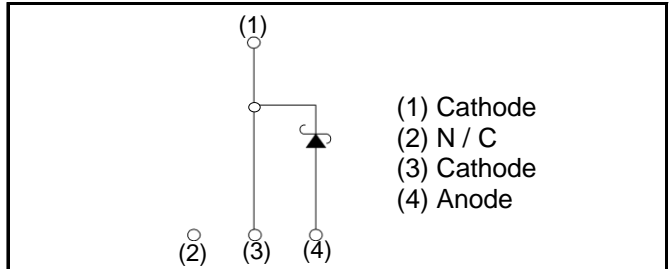 (1)
(1) Cathode
(2) N / C
(3) Cathode
(4) Anode
(2) (3) (4)